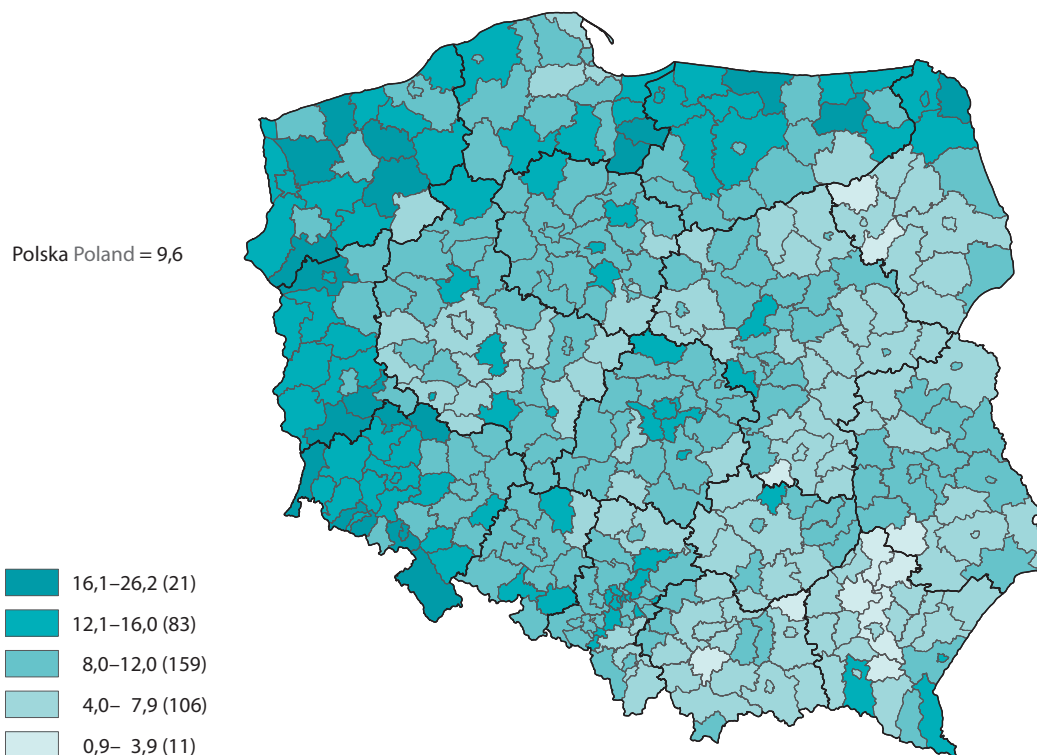 Polska Poland = 9,6
16,1–26,2 (21)
12,1–16,0 (83)
8,0–12,0 (159)
4,0– 7,9 (106)
0,9– 3,9 (11)